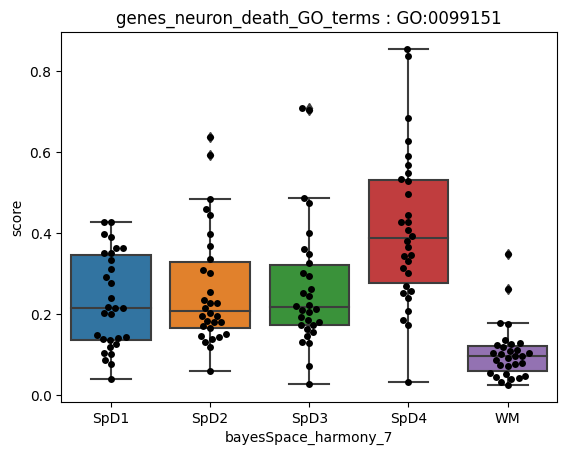 genes_neuron_death_GO_terms : GO:0099151
0.8
0.6
0.4
0.2
0.0
score
SpD1 SpD2 SpD3 SpD4 WM
bayesSpace_harmony_7